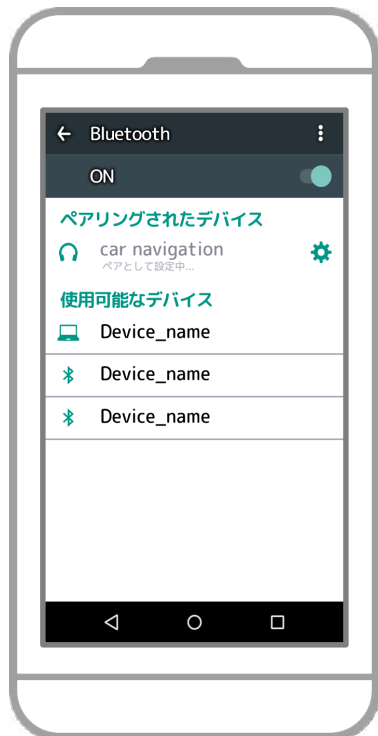 Bluetooth
ON
ペアリングされたデバイス
car navigation
ペアとして設定中...
使用可能なデバイス
Device_name
Device_name
Device_name